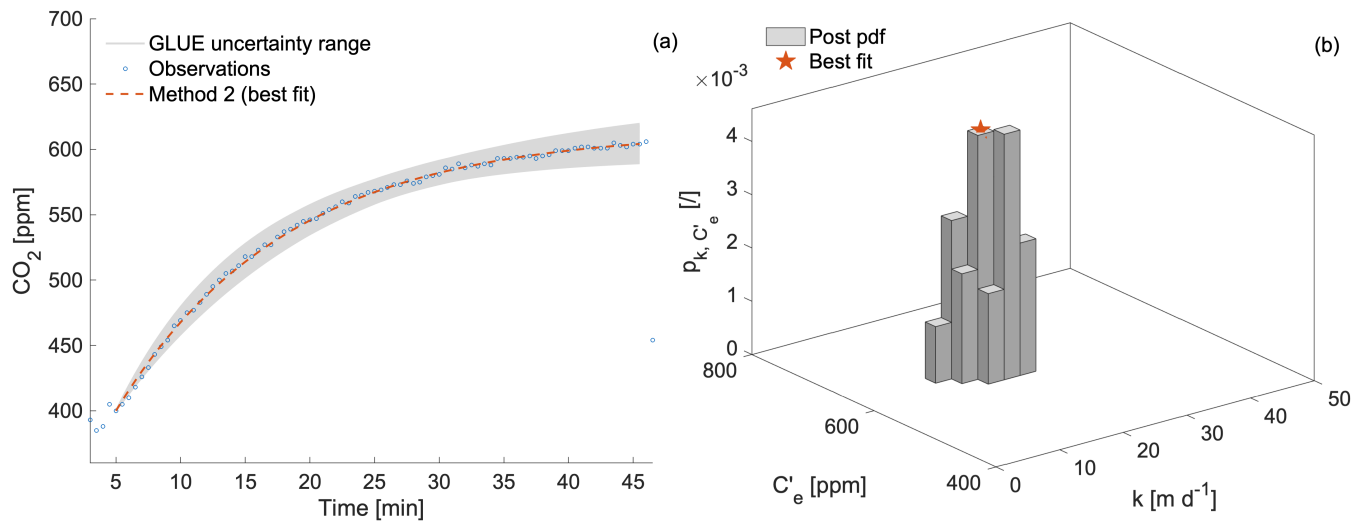 700
650
600
550
500
450
400
CO2 [ppm]
GLUE uncertainty range
Observations
Method 2 (best fit)
(a)
5 10 15 20 25 30 35 40 45
Time [min]
Post pdf
Best fit
(b)
×10-3
4
3
2
1
0
pk, C'e [/]
800
600
400
C'e [ppm]
0 10 20 30 40 50
k [m d-1]